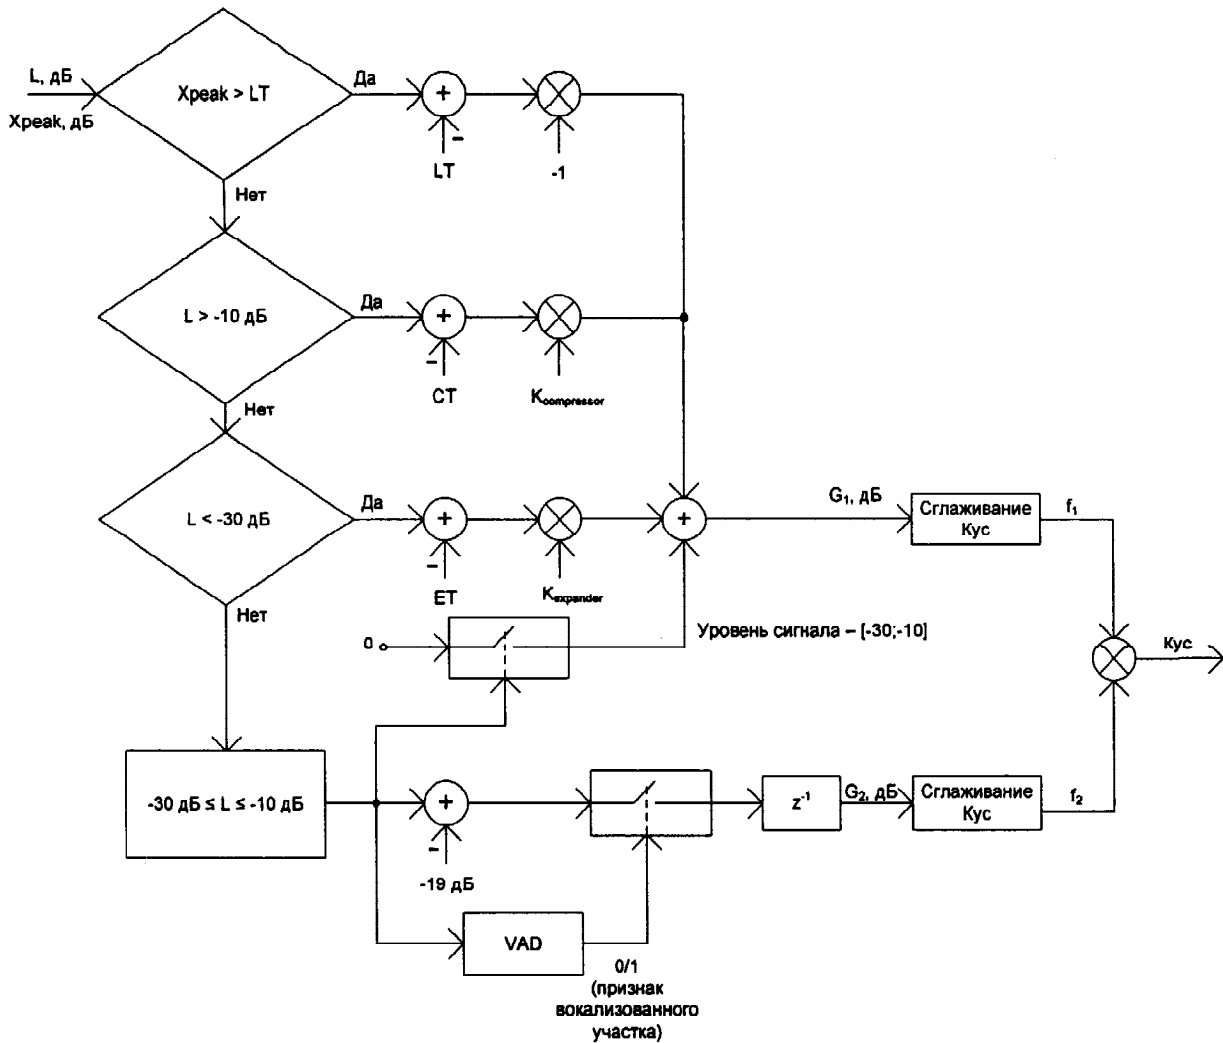 L, дБ
Xpeak, дБ
Xpeak > LT
Да
+
–
LT
-1
Нет
L > -10 дБ
Да
+
–
CT
Kcompressor
Нет
L < -30 дБ
Да
+
–
ET
Kexpander
+
G1, дБ
Сглаживание
Кус
f1
Нет
0
Уровень сигнала – [-30;-10]
Кус
-30 дБ ≤ L ≤ -10 дБ
+
–
-19 дБ
z-1
G2, дБ
Сглаживание
Кус
f2
VAD
0/1
(признак
вокализованного
участка)